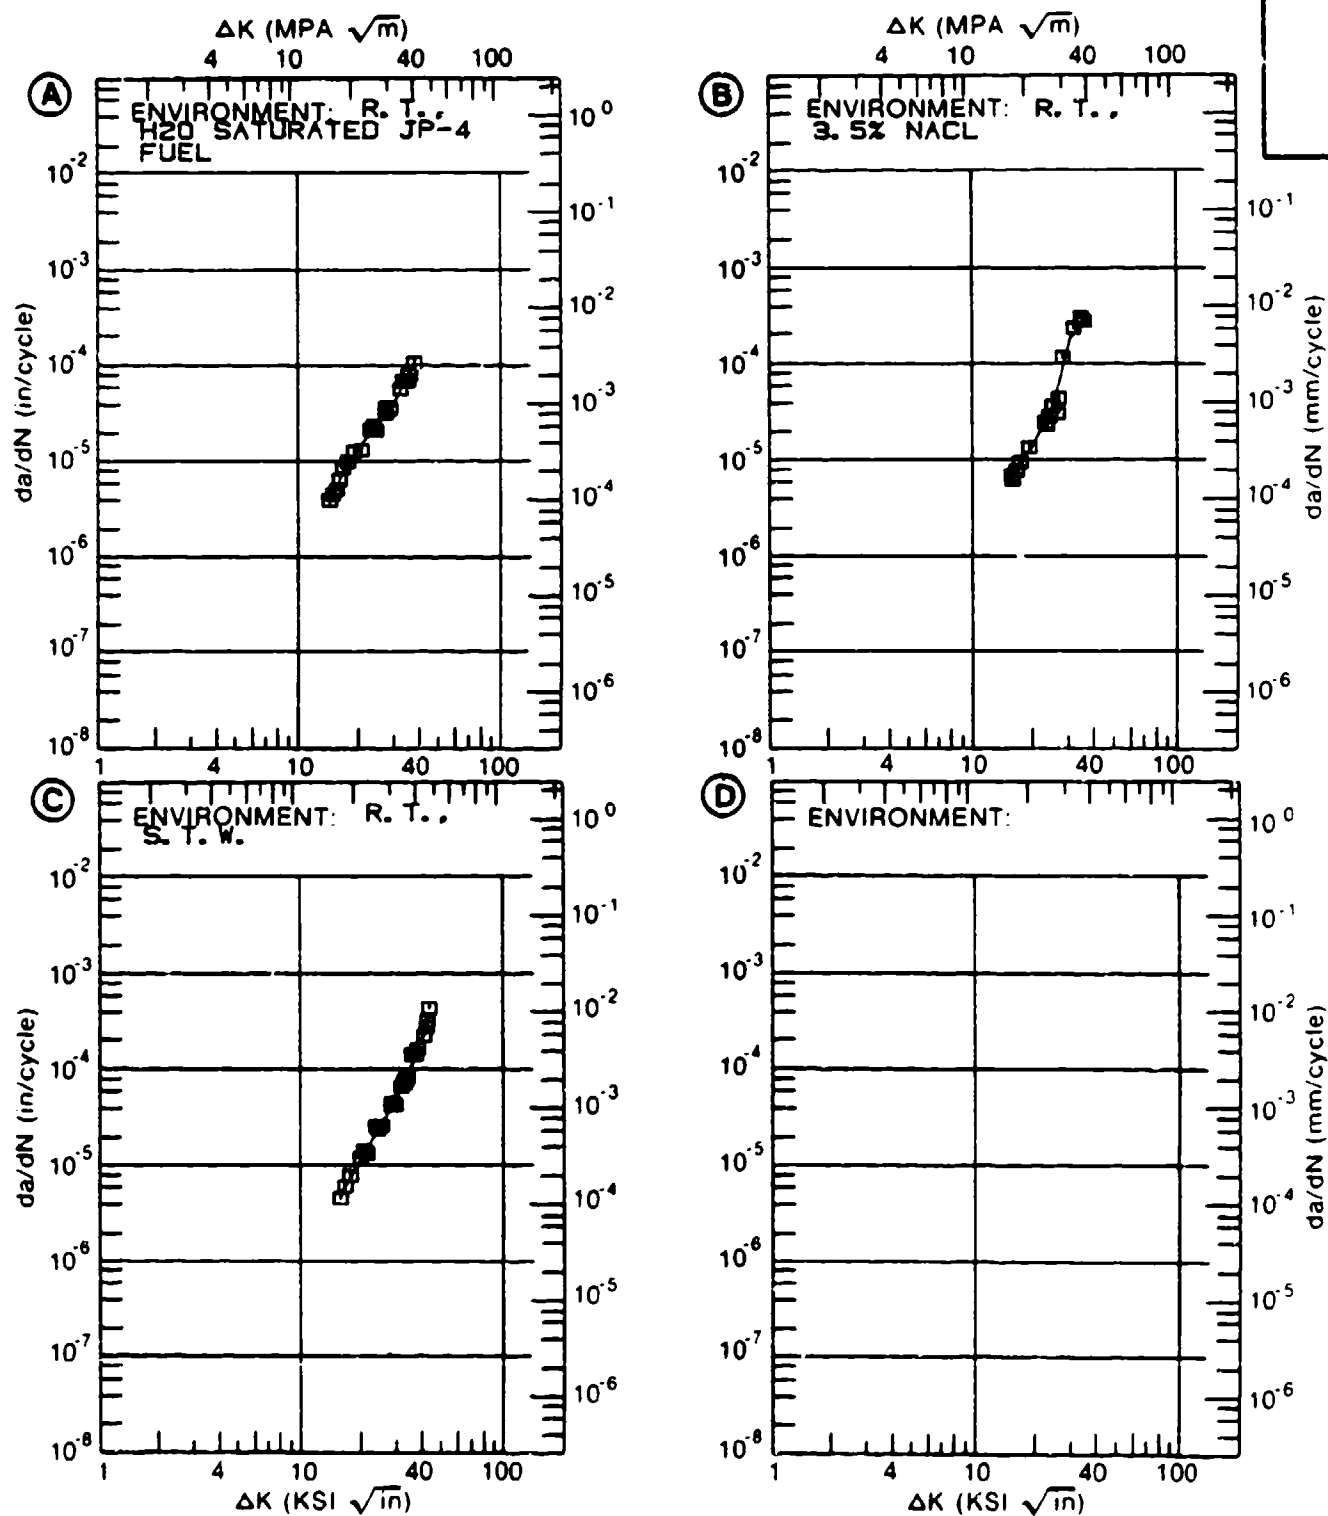 ΔK (MPA √m)
4 10 40 100
A
ENVIRONMENT: R. T.,
H2O SATURATED JP-4
FUEL
10^0
10^-2
10^-1
10^-3
10^-2
10^-4
10^-3
10^-5
10^-4
10^-6
10^-5
10^-7
10^-6
10^-8
da/dN (in/cycle)
1 4 10 40 100
ΔK (MPA √m)
4 10 40 100
B
ENVIRONMENT: R. T.,
3. 5% NACL
10^-2
10^-1
10^-3
10^-2
10^-4
10^-3
10^-5
10^-4
10^-6
10^-5
10^-7
10^-6
10^-8
da/dN (mm/cycle)
1 4 10 40 100
C
ENVIRONMENT: R. T.,
S. T. W.
10^0
10^-2
10^-1
10^-3
10^-2
10^-4
10^-3
10^-5
10^-4
10^-6
10^-5
10^-7
10^-6
10^-8
da/dN (in/cycle)
1 4 10 40 100
ΔK (KSI √in)
D
ENVIRONMENT:
10^0
10^-2
10^-1
10^-3
10^-2
10^-4
10^-3
10^-5
10^-4
10^-6
10^-5
10^-7
10^-6
10^-8
da/dN (mm/cycle)
1 4 10 40 100
ΔK (KSI √in)